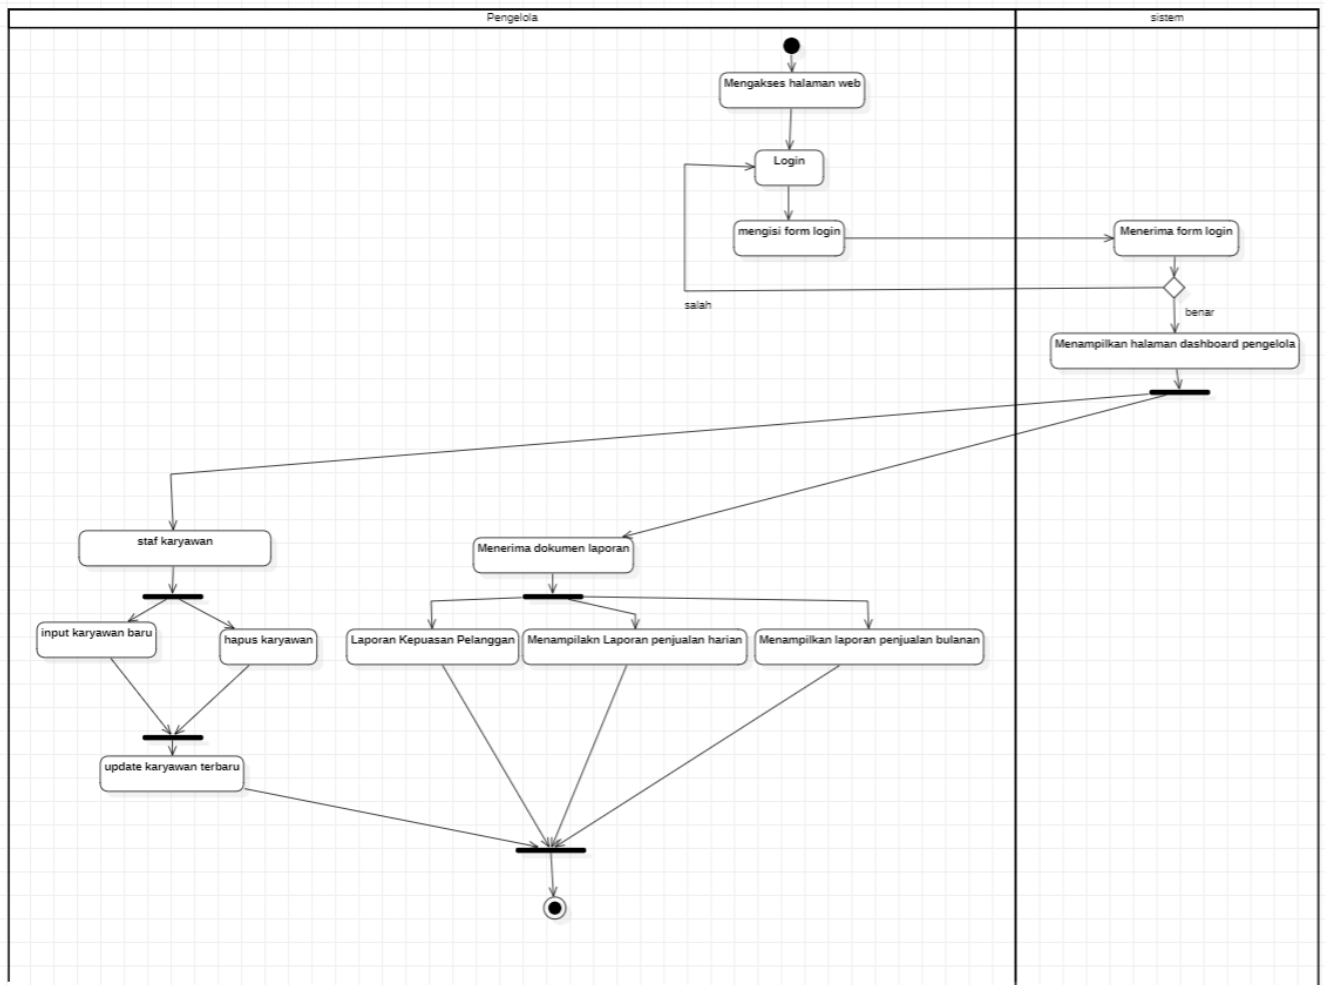 Pengelola
sistem
Mengakses halaman web
Login
mengisi form login
Menerima form login
salah
benar
Menampilkan halaman dashboard pengelola
staf karyawan
Menerima dokumen laporan
input karyawan baru
hapus karyawan
Laporan Kepuasan Pelanggan
Menampilakn Laporan penjualan harian
Menampilkan laporan penjualan bulanan
update karyawan terbaru